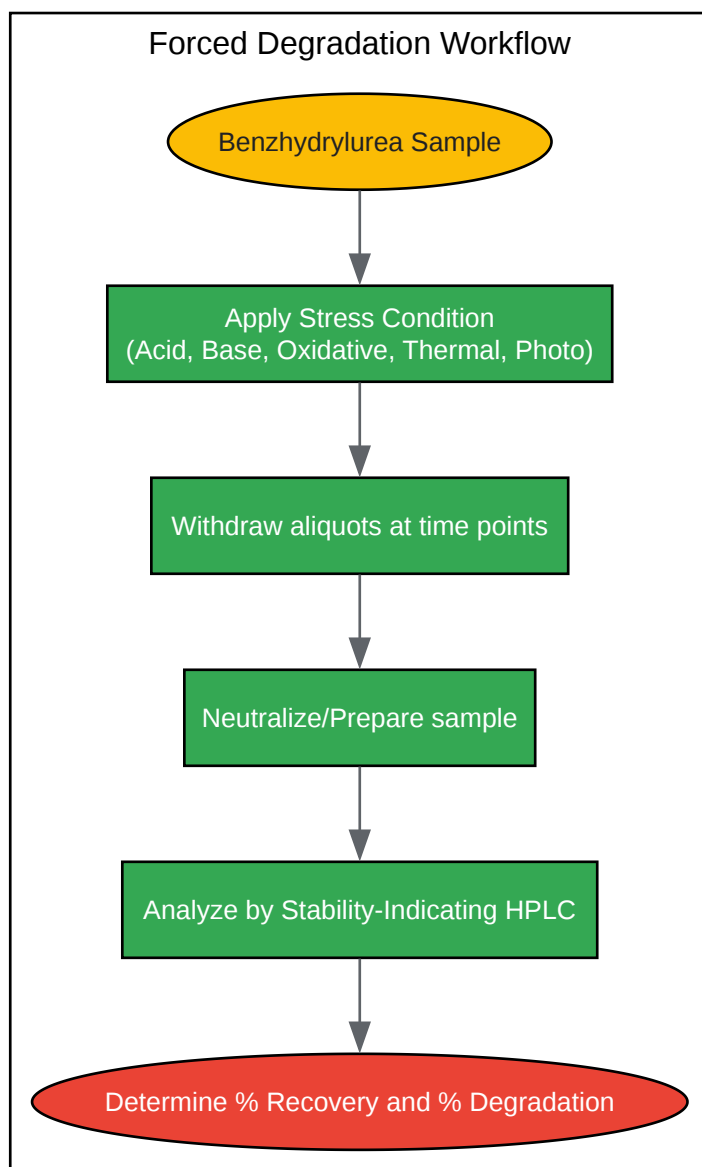 Forced Degradation Workflow
Benzhydrylurea Sample
Apply Stress Condition
(Acid, Base, Oxidative, Thermal, Photo)
Withdraw aliquots at time points
Neutralize/Prepare sample
Analyze by Stability-Indicating HPLC
Determine % Recovery and % Degradation